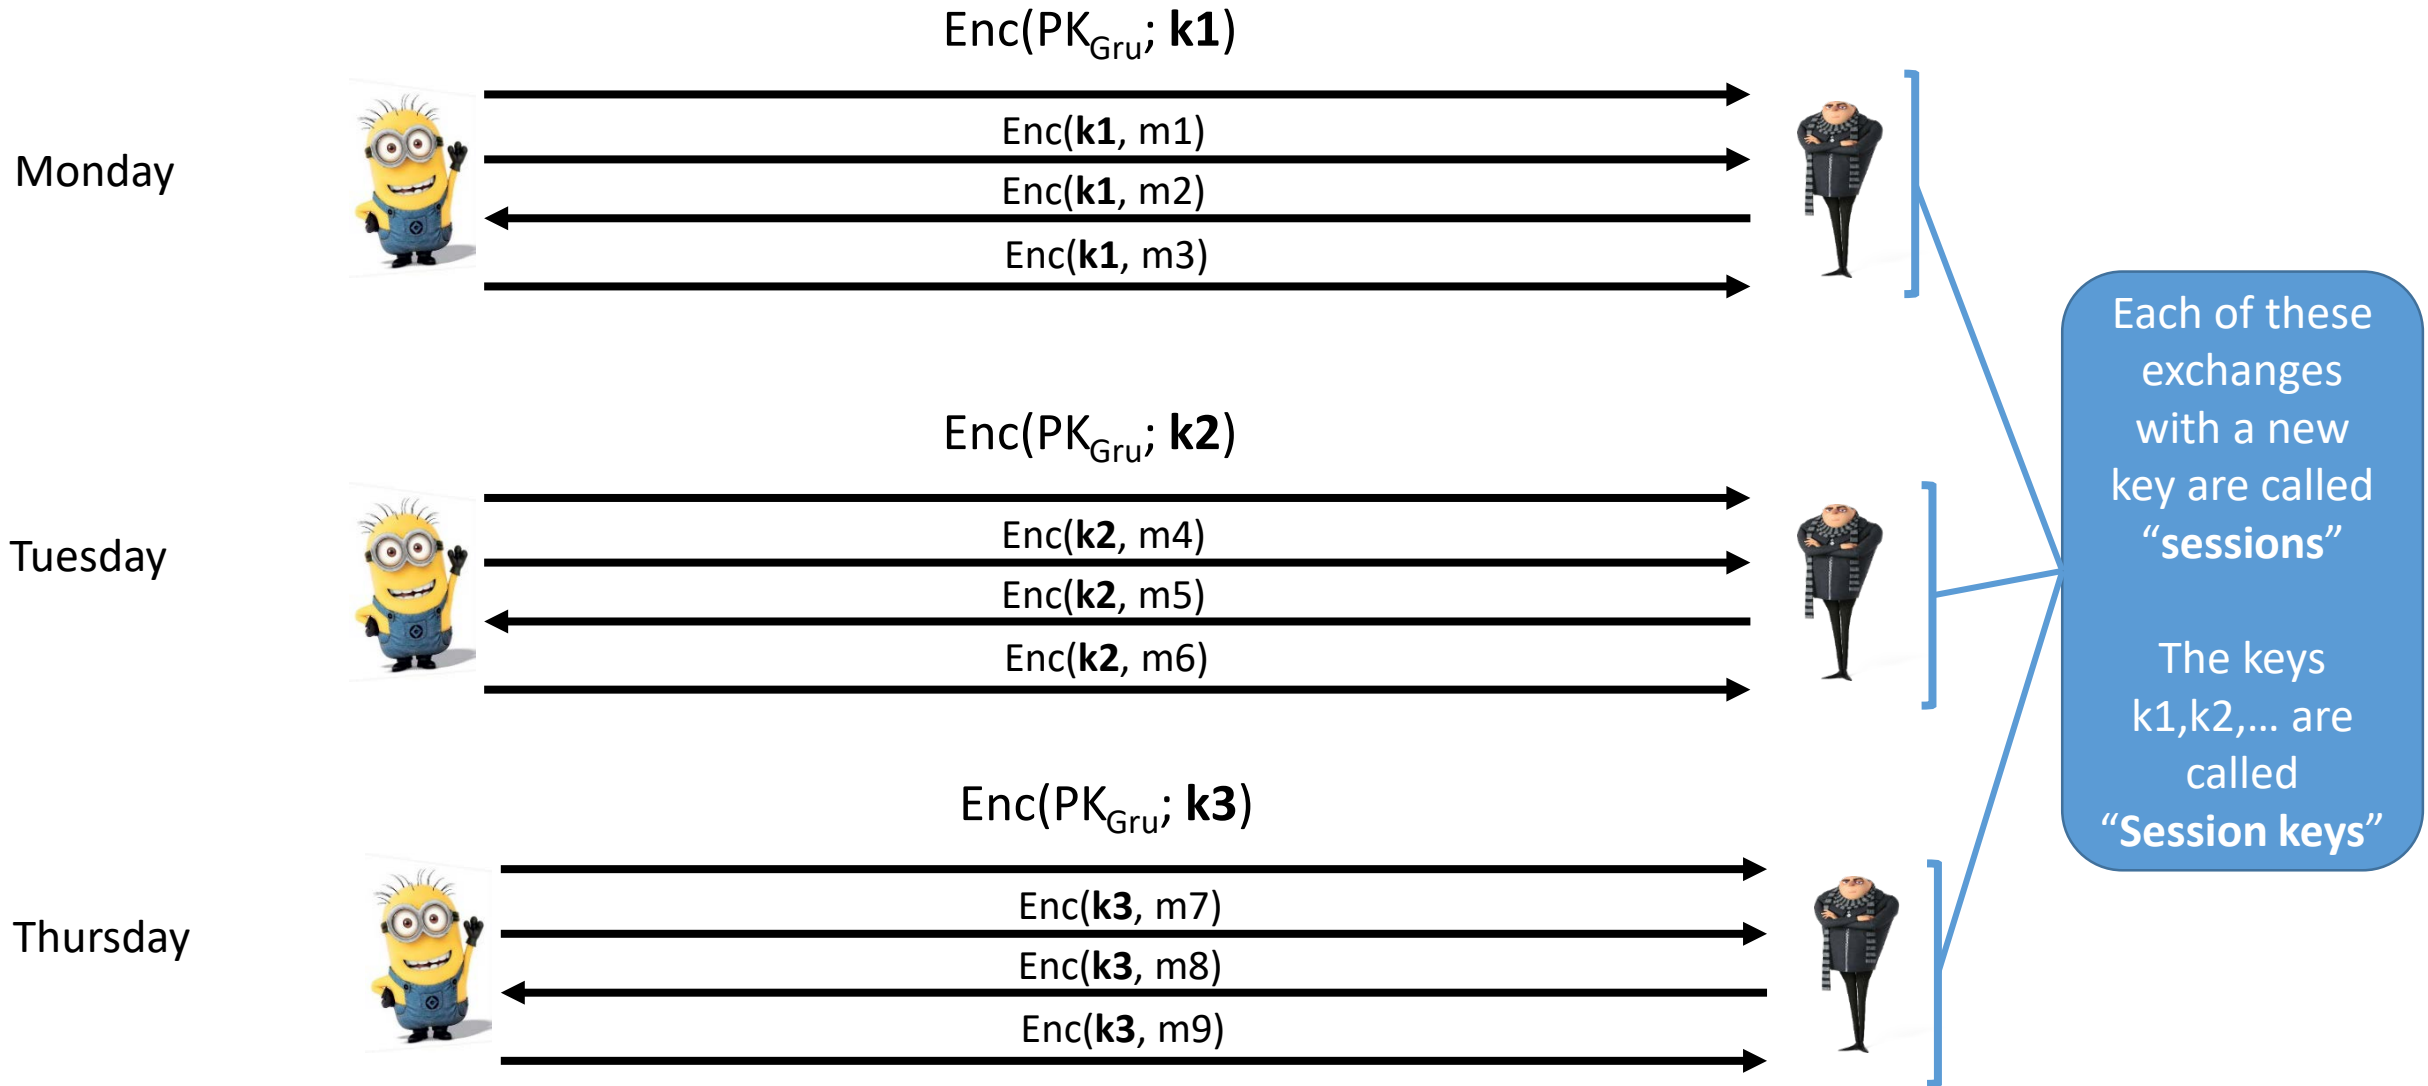 Enc(PK_Gru; k1)
Monday
Enc(k1, m1)
Enc(k1, m2)
Enc(k1, m3)
Enc(PK_Gru; k2)
Tuesday
Enc(k2, m4)
Enc(k2, m5)
Enc(k2, m6)
Enc(PK_Gru; k3)
Thursday
Enc(k3, m7)
Enc(k3, m8)
Enc(k3, m9)
Each of these
exchanges
with a new
key are called
“sessions”
The keys
k1,k2,... are
called
“Session keys”